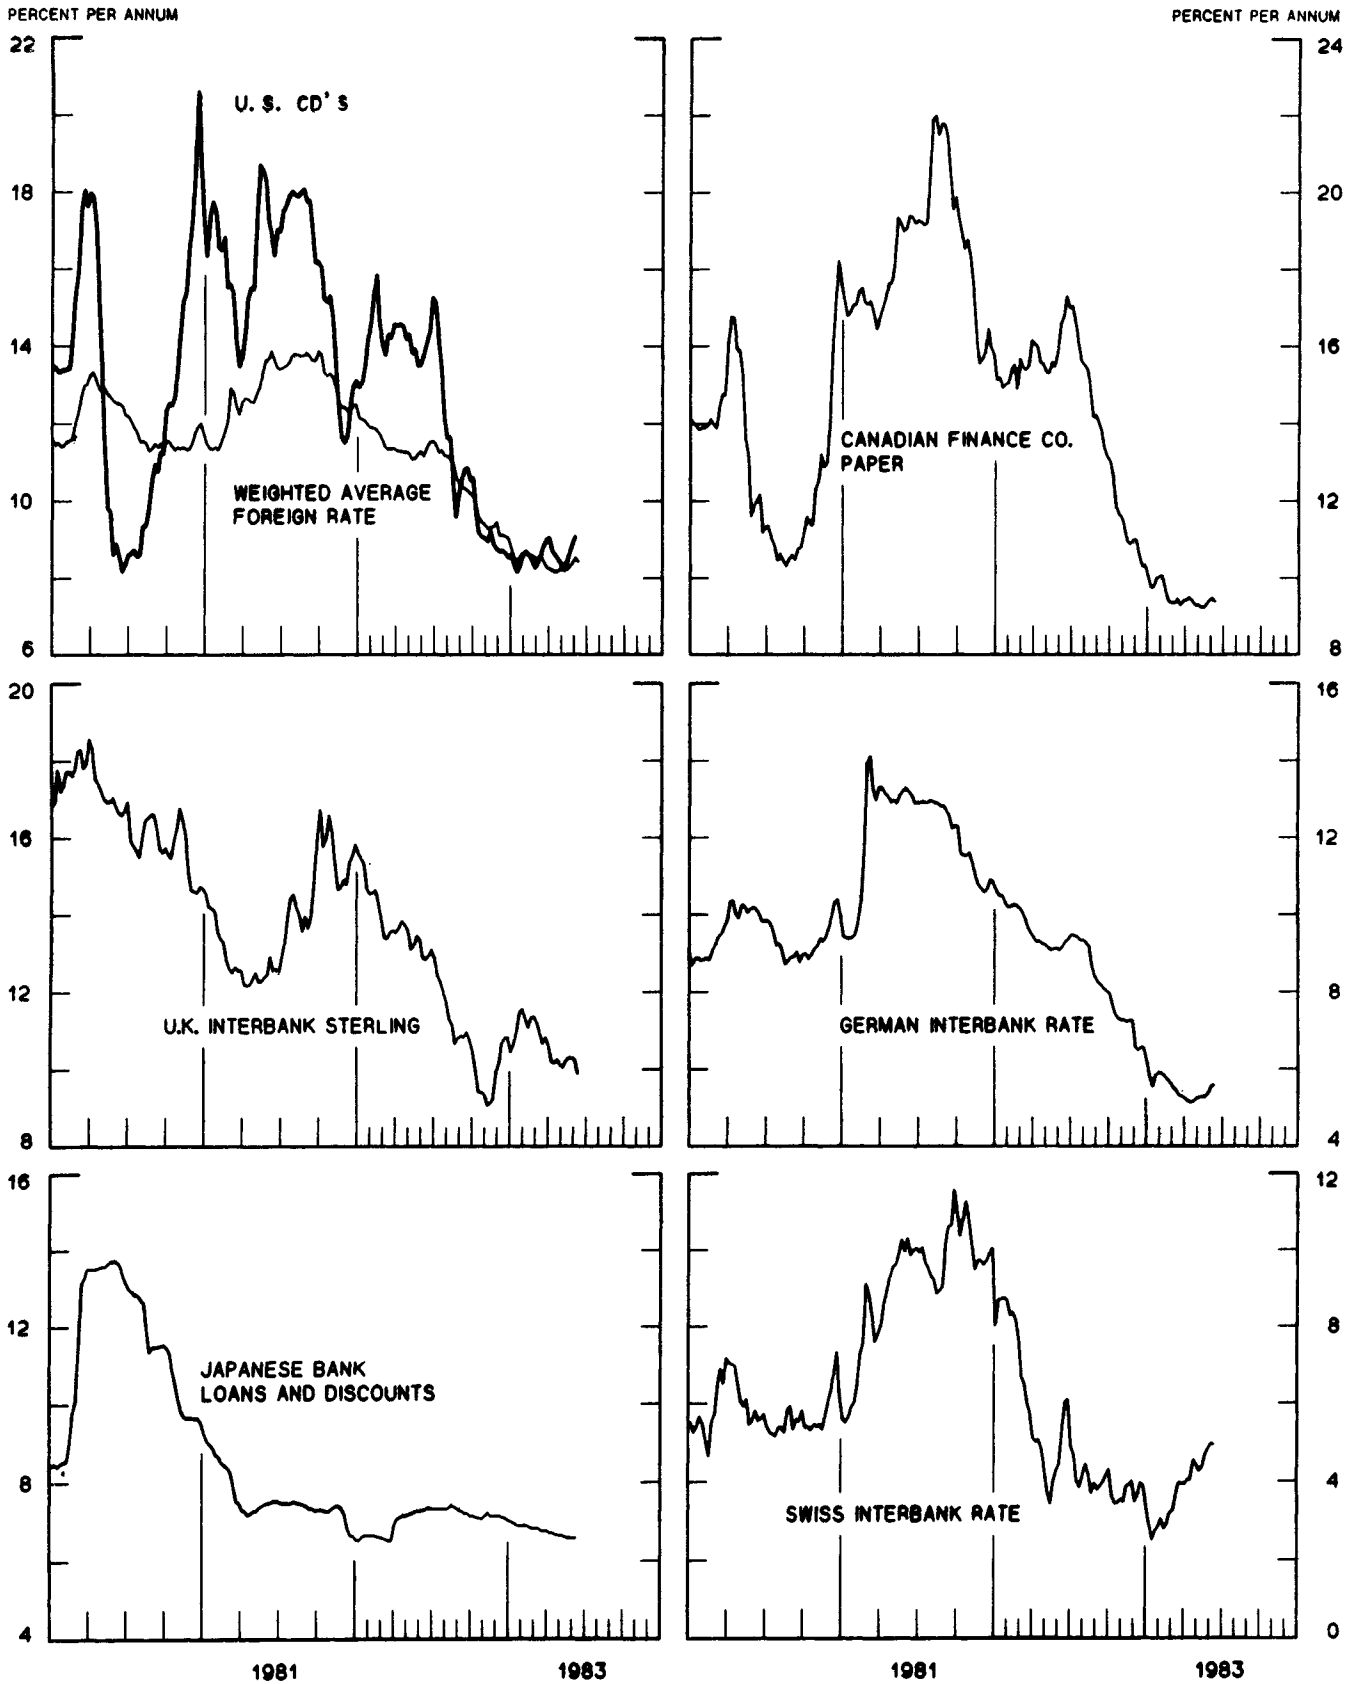 PERCENT PER ANNUM
PERCENT PER ANNUM
22
18
14
10
6
U. S. CD'S
WEIGHTED AVERAGE
FOREIGN RATE
24
20
16
12
8
CANADIAN FINANCE CO.
PAPER
20
16
12
8
U.K. INTERBANK STERLING
16
12
8
4
GERMAN INTERBANK RATE
16
12
8
4
JAPANESE BANK
LOANS AND DISCOUNTS
12
8
4
0
SWISS INTERBANK RATE
1981
1983
1981
1983